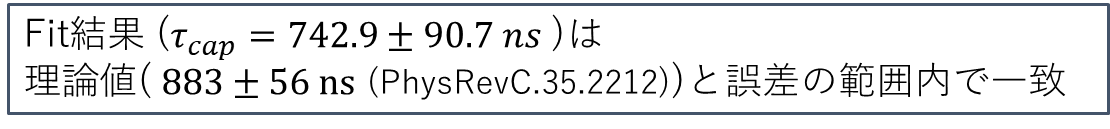 Fit結果 (τ_cap = 742.9 ± 90.7 ns )は
理論値( 883 ± 56 ns (PhysRevC.35.2212))と誤差の範囲内で一致